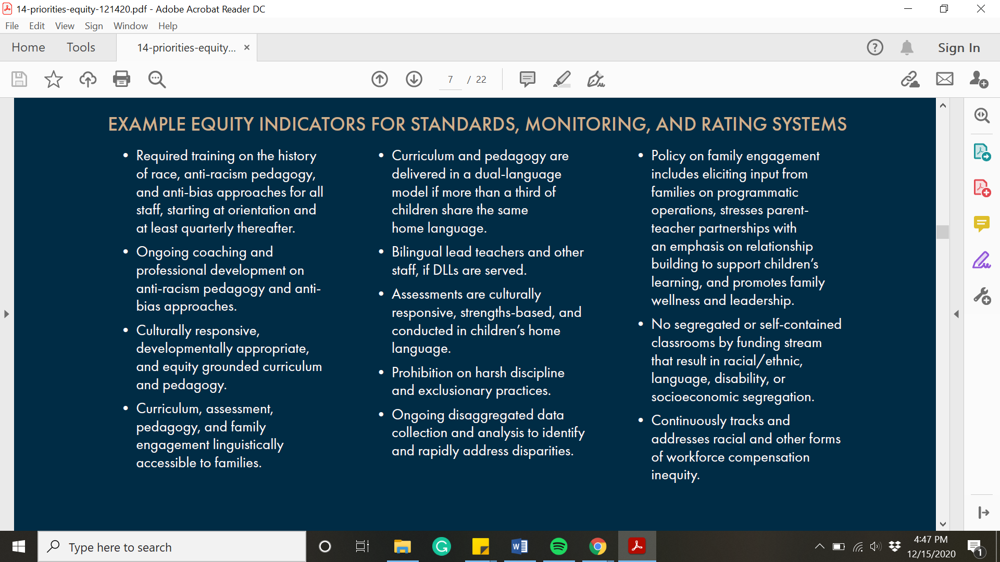 14-priorities-equity-121420.pdf - Adobe Acrobat Reader DC
File Edit View Sign Window Help
Home Tools 14-priorities-equity... × Sign In
7 / 22
EXAMPLE EQUITY INDICATORS FOR STANDARDS, MONITORING, AND RATING SYSTEMS
• Required training on the history
of race, anti-racism pedagogy,
and anti-bias approaches for all
staff, starting at orientation and
at least quarterly thereafter.
• Ongoing coaching and
professional development on
anti-racism pedagogy and anti-
bias approaches.
• Culturally responsive,
developmentally appropriate,
and equity grounded curriculum
and pedagogy.
• Curriculum, assessment,
pedagogy, and family
engagement linguistically
accessible to families.
• Curriculum and pedagogy are
delivered in a dual-language
model if more than a third of
children share the same
home language.
• Bilingual lead teachers and other
staff, if DLLs are served.
• Assessments are culturally
responsive, strengths-based, and
conducted in children’s home
language.
• Prohibition on harsh discipline
and exclusionary practices.
• Ongoing disaggregated data
collection and analysis to identify
and rapidly address disparities.
• Policy on family engagement
includes eliciting input from
families on programmatic
operations, stresses parent-
teacher partnerships with
an emphasis on relationship
building to support children’s
learning, and promotes family
wellness and leadership.
• No segregated or self-contained
classrooms by funding stream
that result in racial/ethnic,
language, disability, or
socioeconomic segregation.
• Continuously tracks and
addresses racial and other forms
of workforce compensation
inequity.
Type here to search
4:47 PM
12/15/2020
1